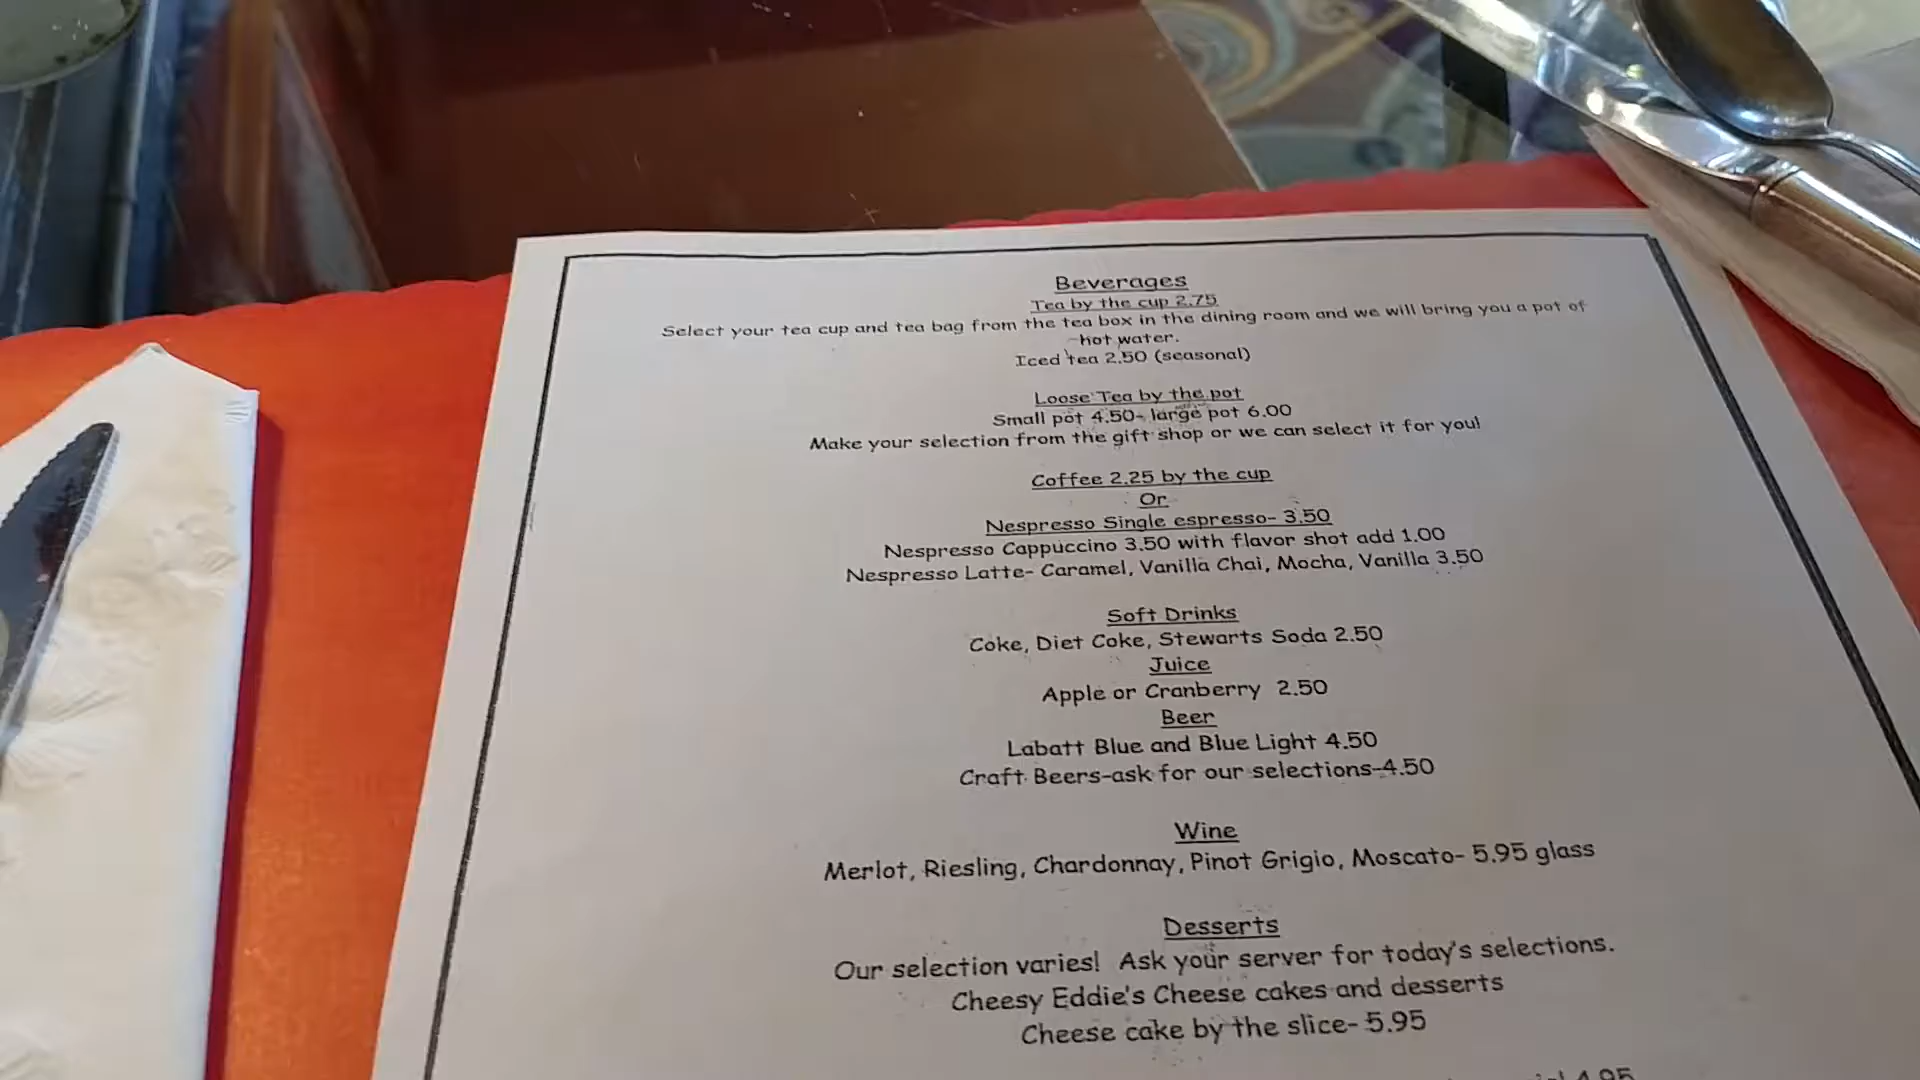 Beverages
Tea by the cup 2.75
Select your tea cup and tea bag from the tea box in the dining room and we will bring you a pot of
hot water.
Iced tea 2.50 (seasonal)
Loose Tea by the pot
Small pot 4.50- large pot 6.00
Make your selection from the gift shop or we can select it for you!
Coffee 2.25 by the cup
Or
Nespresso Single espresso- 3.50
Nespresso Cappuccino 3.50 with flavor shot add 1.00
Nespresso Latte- Caramel, Vanilla Chai, Mocha, Vanilla 3.50
Soft Drinks
Coke, Diet Coke, Stewarts Soda 2.50
Juice
Apple or Cranberry 2.50
Beer
Labatt Blue and Blue Light 4.50
Craft Beers-ask for our selections-4.50
Wine
Merlot, Riesling, Chardonnay, Pinot Grigio, Moscato- 5.95 glass
Desserts
Our selection varies! Ask your server for today's selections.
Cheesy Eddie's Cheese cakes and desserts
Cheese cake by the slice- 5.95
4.95